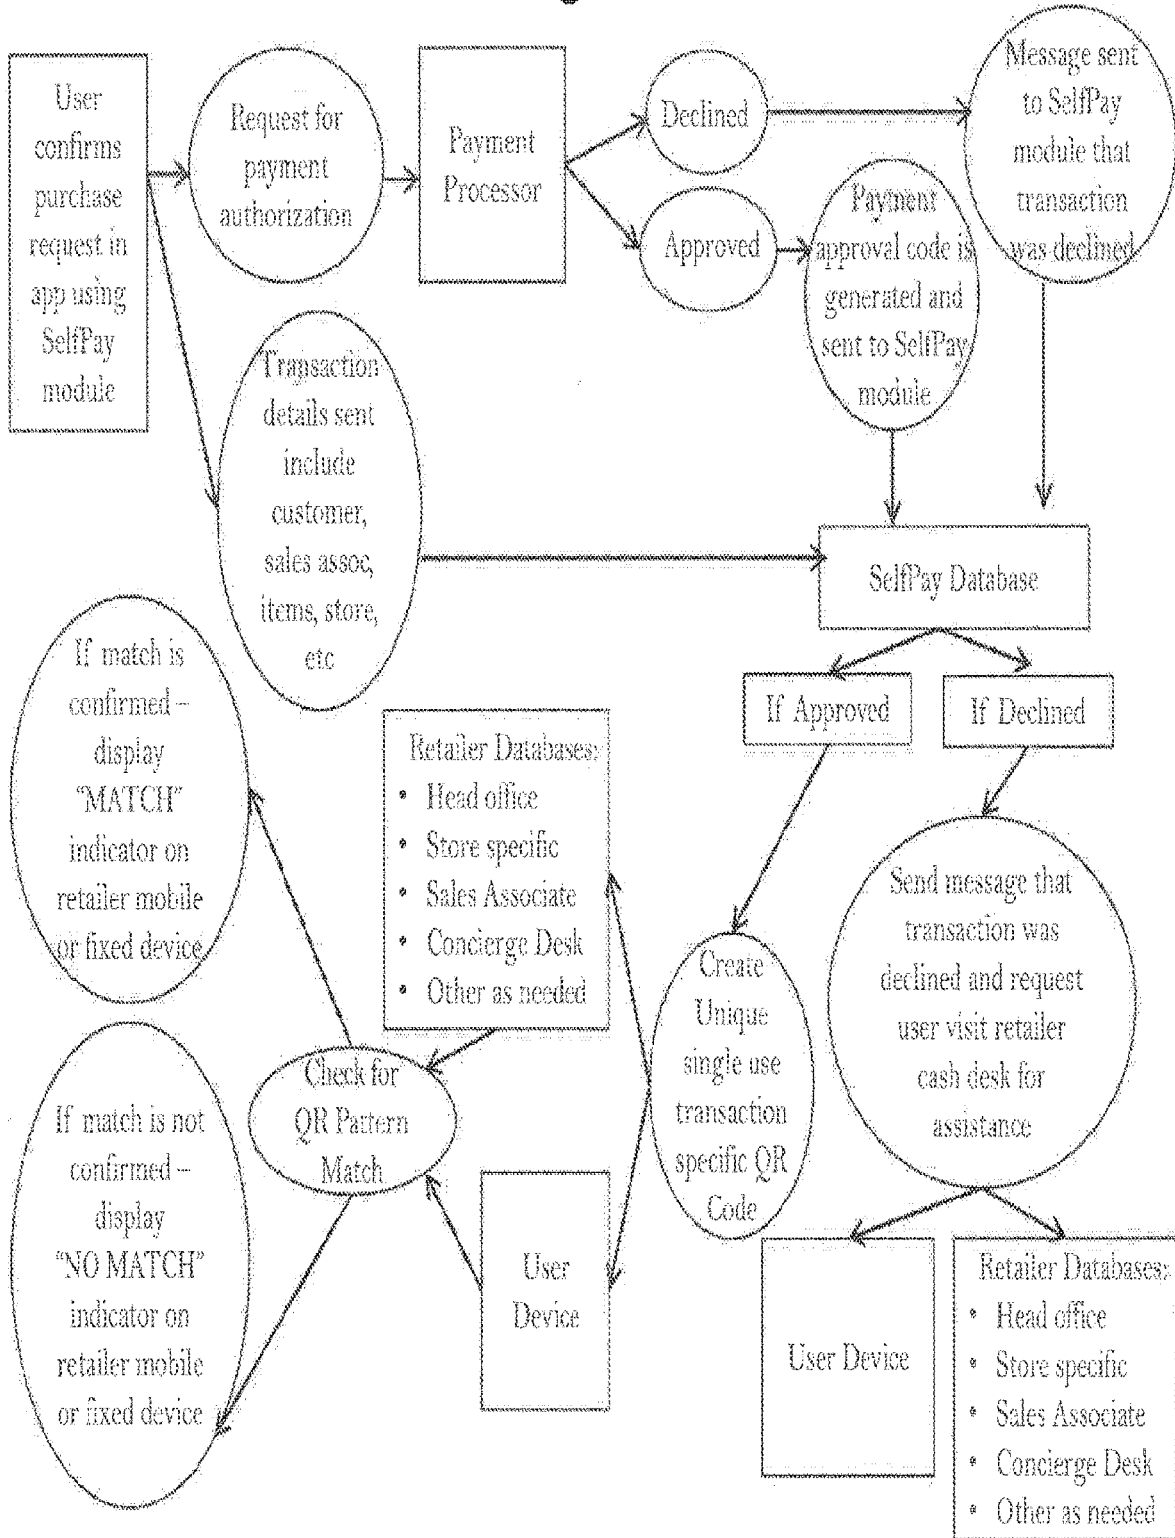 User
confirms
purchase
request in
app using
SelfPay
module
Request for
payment
authorization
Payment
Processor
Declined
Approved
Message sent
to SelfPay
module that
transaction
was declined
Payment
approval code is
generated and
sent to SelfPay
module
Transaction
details sent
include
customer,
sales assoc,
items, store,
etc
SelfPay Database
If Approved
If Declined
If match is
confirmed –
display
“MATCH”
indicator on
retailer mobile
or fixed device
Retailer Databases:
• Head office
• Store specific
• Sales Associate
• Concierge Desk
• Other as needed
Create
Unique
single use
transaction
specific QR
Code
Send message that
transaction was
declined and request
user visit retailer
cash desk for
assistance
Check for
QR Pattern
Match
If match is not
confirmed –
display
“NO MATCH”
indicator on
retailer mobile
or fixed device
User
Device
User Device
Retailer Databases:
• Head office
• Store specific
• Sales Associate
• Concierge Desk
• Other as needed